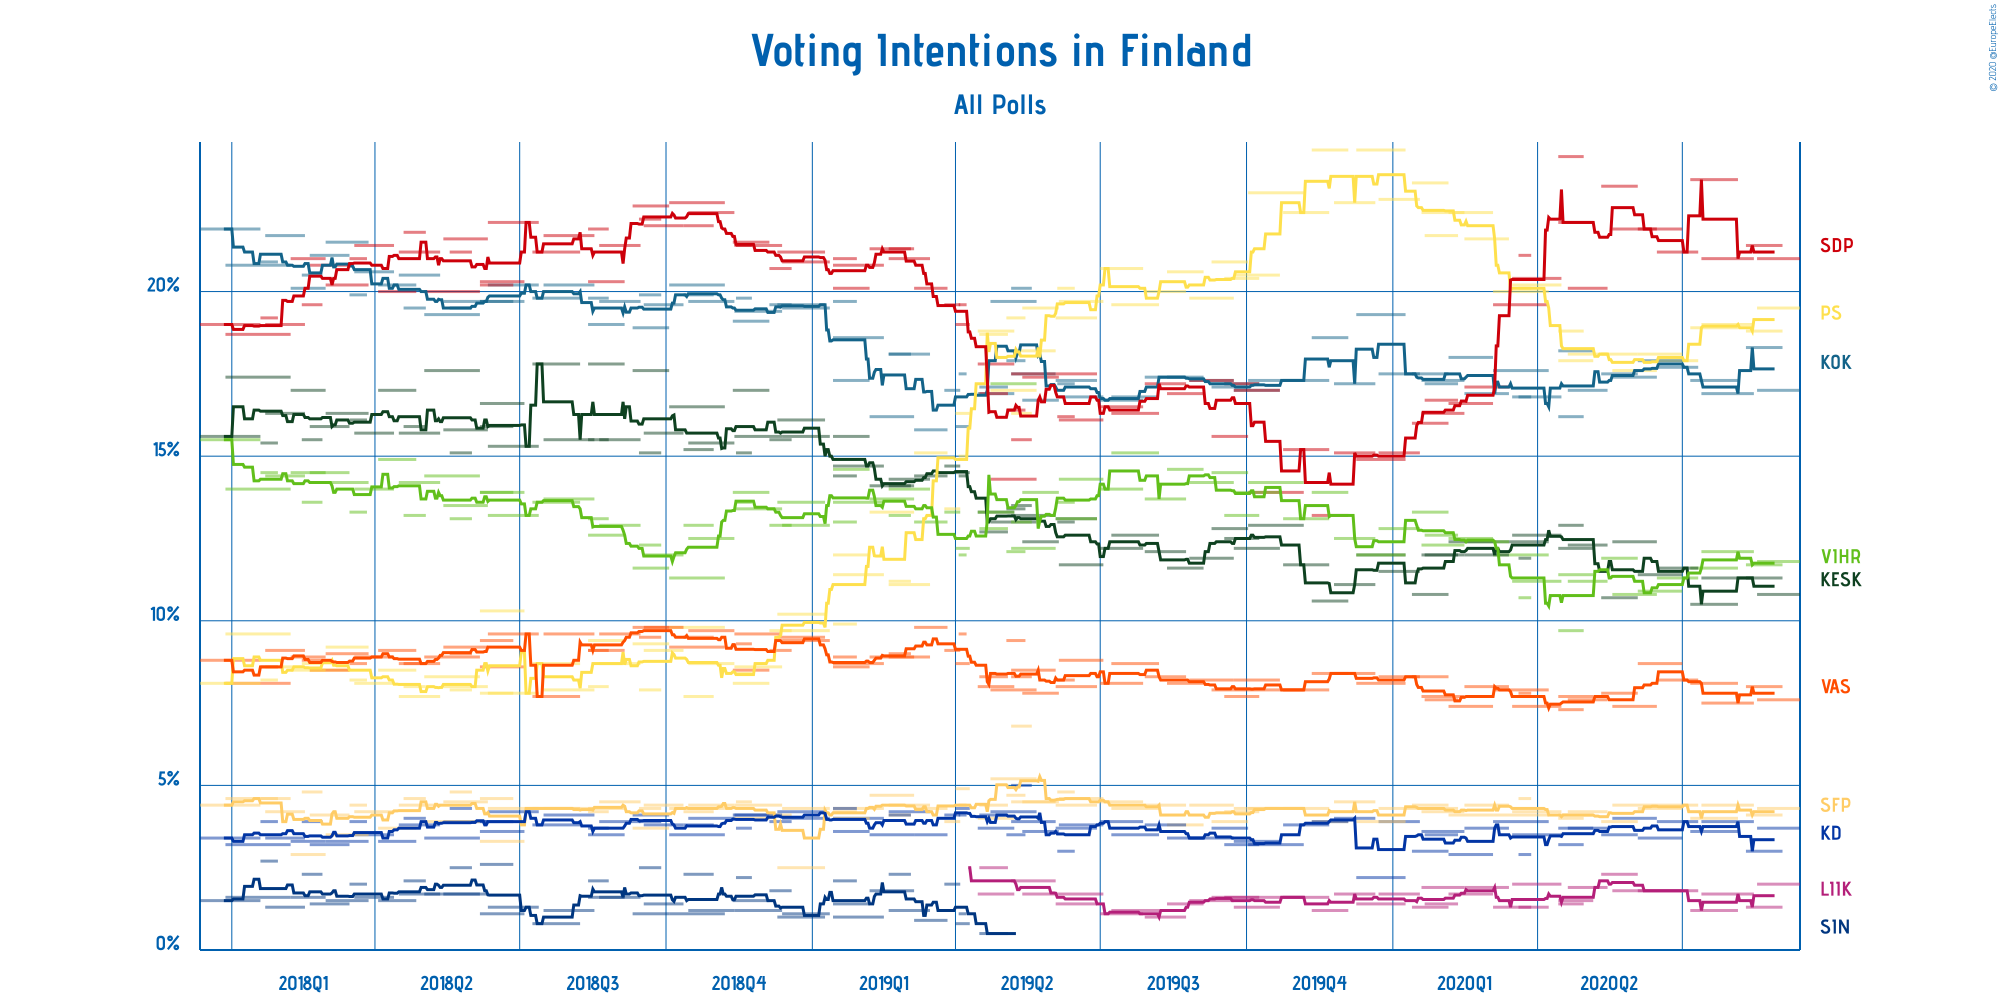 Voting Intentions in Finland
All Polls
© 2020 @EuropeElects
20%
15%
10%
5%
0%
SDP
PS
KOK
VIHR
KESK
VAS
SFP
KD
LIIK
SIN
2018Q1 2018Q2 2018Q3 2018Q4 2019Q1 2019Q2 2019Q3 2019Q4 2020Q1 2020Q2